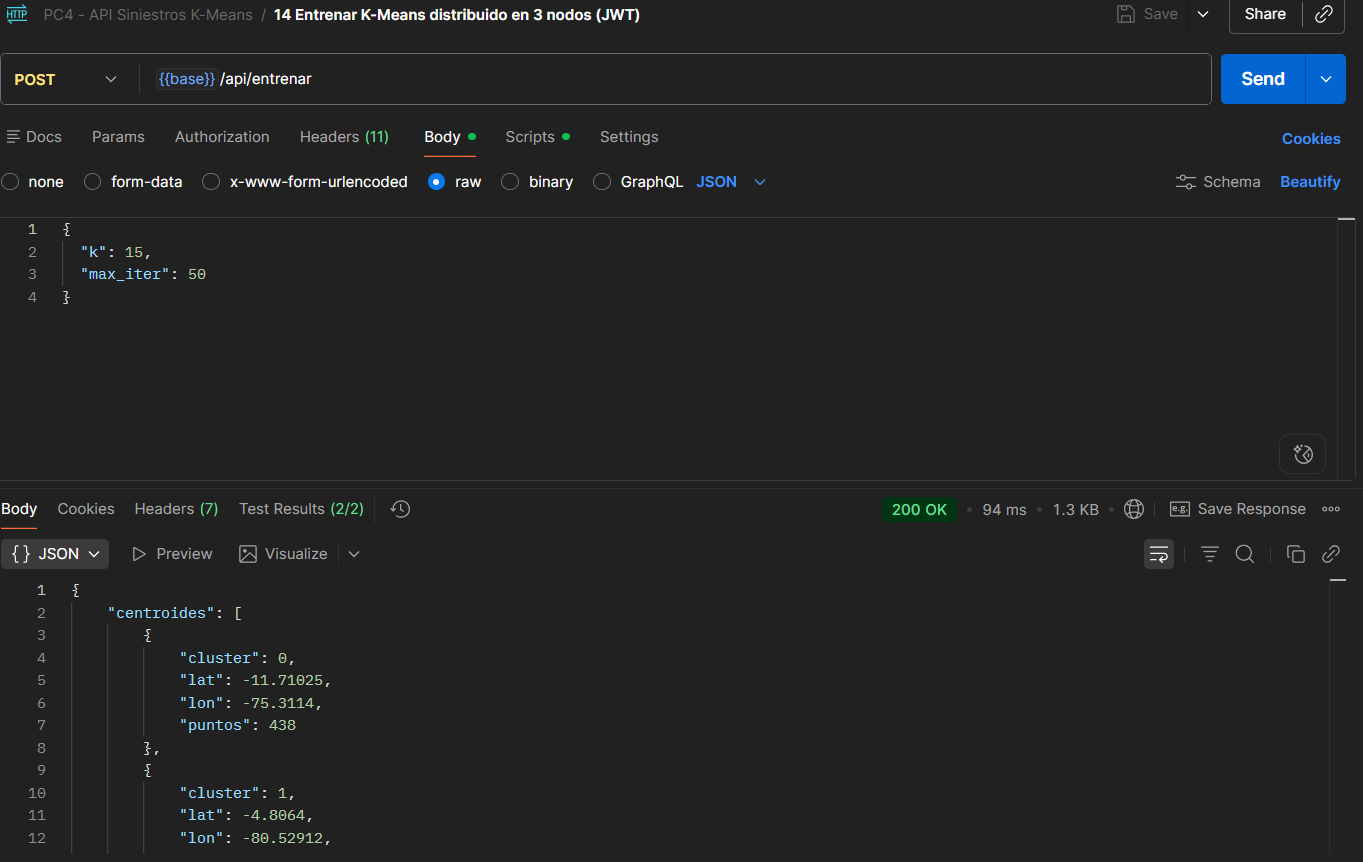 HTTP PC4 - API Siniestros K-Means / 14 Entrenar K-Means distribuido en 3 nodos (JWT) Save Share
POST {{base}} /api/entrenar Send
Docs Params Authorization Headers (11) Body Scripts Settings Cookies
none form-data x-www-form-urlencoded raw binary GraphQL JSON Schema Beautify
1 {
2 "k": 15,
3 "max_iter": 50
4 }
Body Cookies Headers (7) Test Results (2/2) 200 OK • 94 ms • 1.3 KB • e.g. Save Response
{} JSON Preview Visualize
1 {
2 "centroides": [
3 {
4 "cluster": 0,
5 "lat": -11.71025,
6 "lon": -75.3114,
7 "puntos": 438
8 },
9 {
10 "cluster": 1,
11 "lat": -4.8064,
12 "lon": -80.52912,